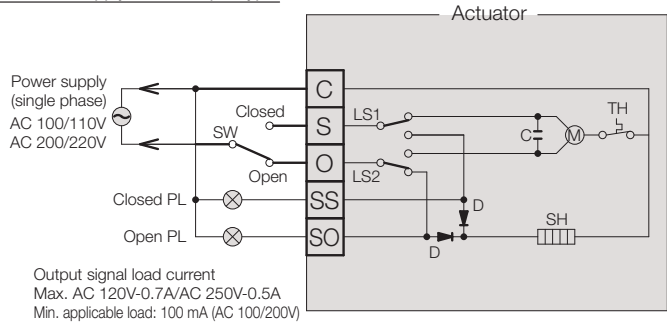 Actuator
Power supply
(single phase)
AC 100/110V
AC 200/220V
Closed
SW
Open
Closed PL
Open PL
C
S
O
SS
SO
LS1
LS2
C
M
TH
D
D
SH
Output signal load current
Max. AC 120V-0.7A/AC 250V-0.5A
Min. applicable load: 100 mA (AC 100/200V)